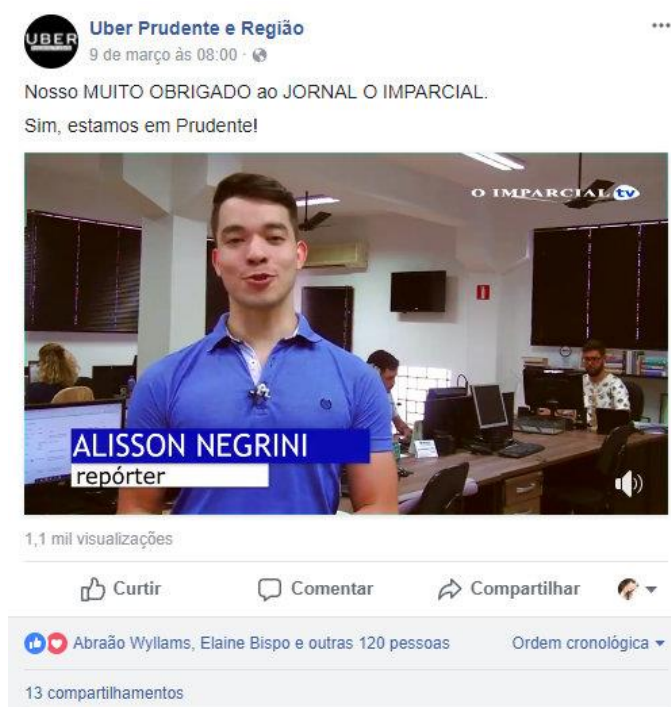 UBER
Uber Prudente e Região
9 de março às 08:00
Nosso MUITO OBRIGADO ao JORNAL O IMPARCIAL.
Sim, estamos em Prudente!
O IMPARCIAL tv
ALISSON NEGRINI
repórter
1,1 mil visualizações
Curtir Comentar Compartilhar
Abraão Wyllams, Elaine Bispo e outras 120 pessoas Ordem cronológica
13 compartilhamentos